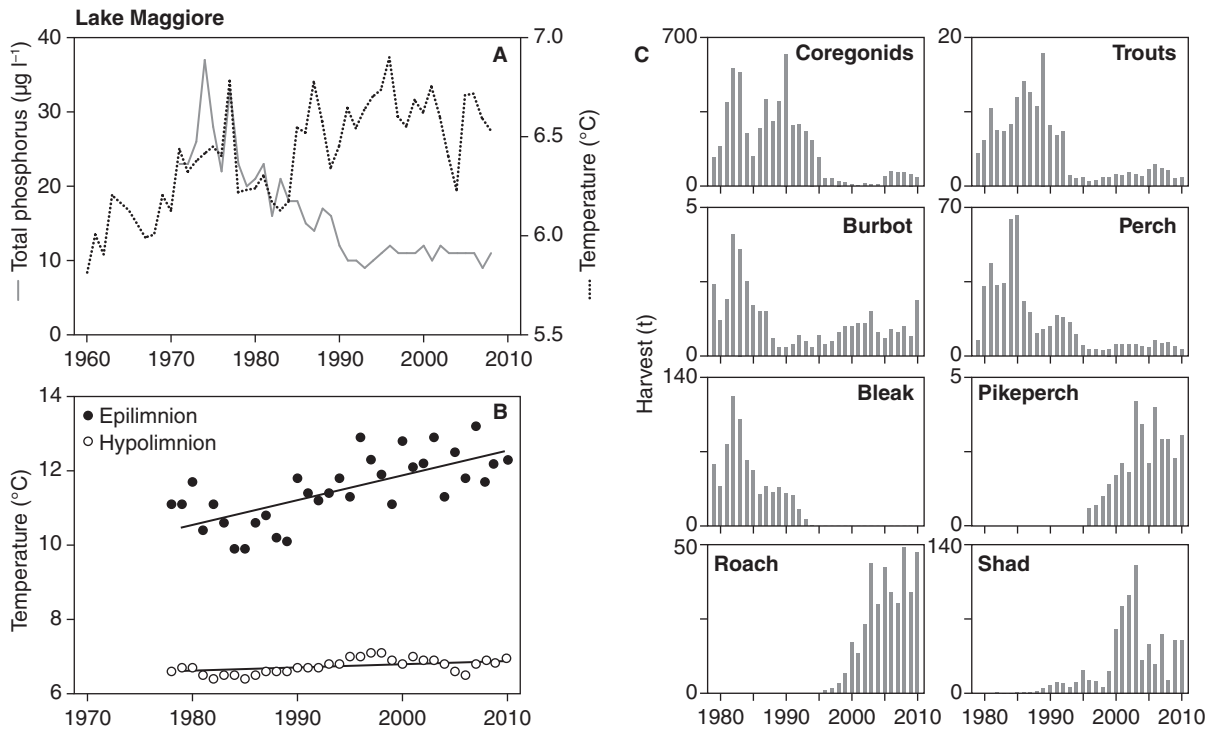 Lake Maggiore
A
Total phosphorus (µg l⁻¹)
40
30
20
10
0
7.0
6.5
6.0
5.5
Temperature (°C)
1960 1970 1980 1990 2000 2010
B
Epilimnion
Hypolimnion
Temperature (°C)
14
12
10
8
6
1970 1980 1990 2000 2010
C
Harvest (t)
700
0
Coregonids
20
0
Trouts
5
0
Burbot
70
0
Perch
140
0
Bleak
5
0
Pikeperch
50
0
Roach
140
0
Shad
1980 1990 2000 2010
1980 1990 2000 2010